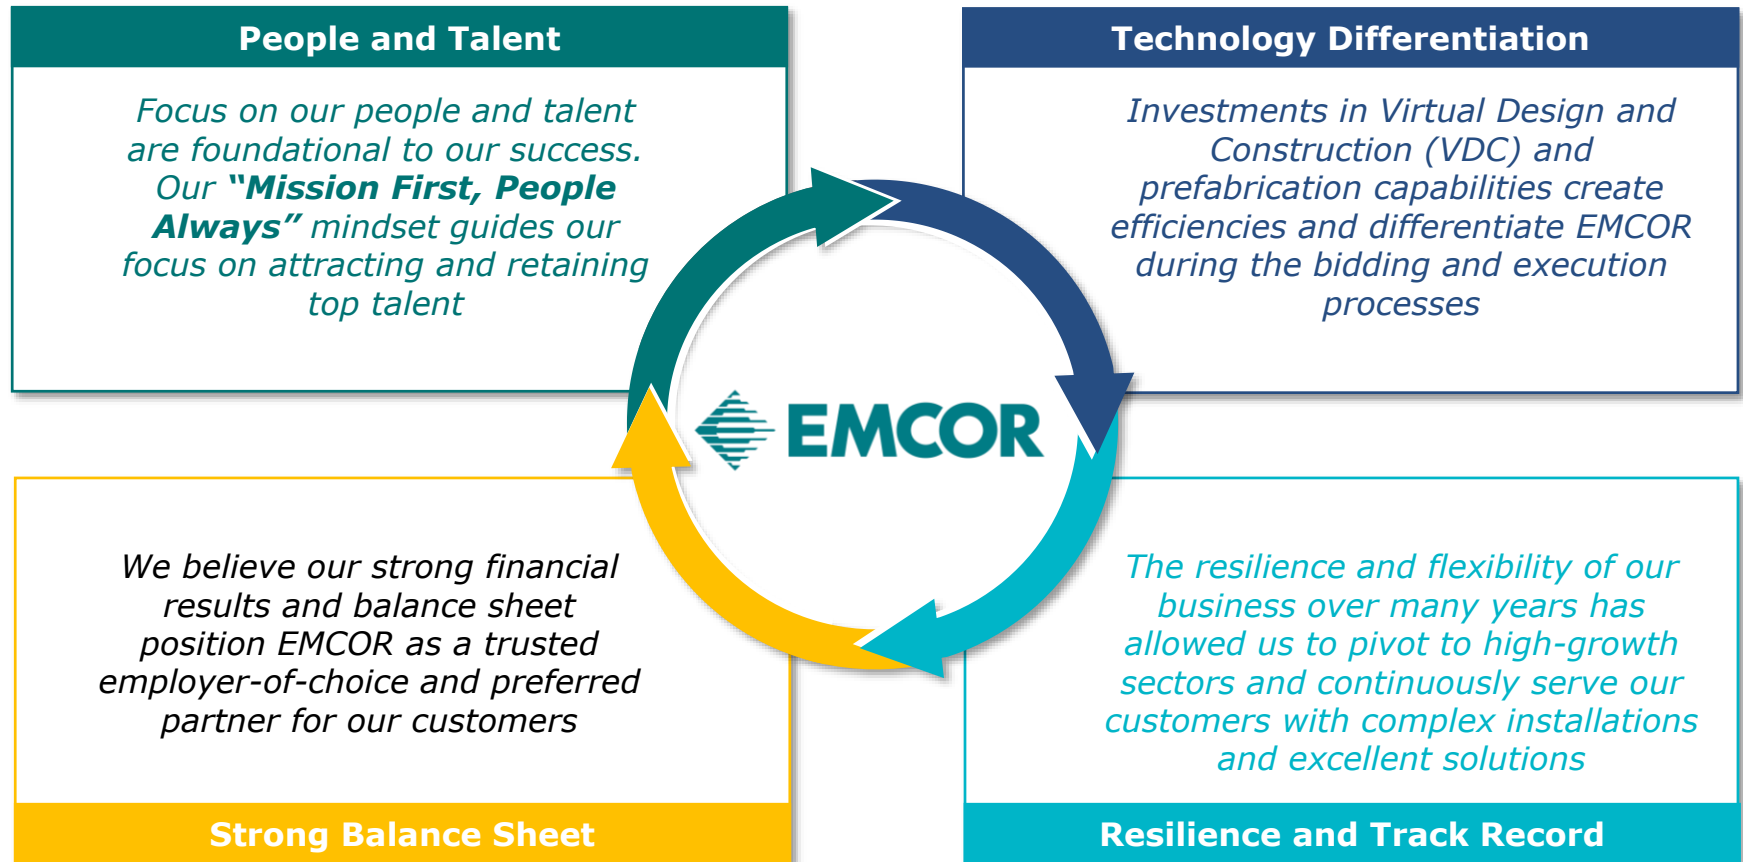 People and Talent
Focus on our people and talent
are foundational to our success.
Our “Mission First, People
Always” mindset guides our
focus on attracting and retaining
top talent
Technology Differentiation
Investments in Virtual Design and
Construction (VDC) and
prefabrication capabilities create
efficiencies and differentiate EMCOR
during the bidding and execution
processes
EMCOR
We believe our strong financial
results and balance sheet
position EMCOR as a trusted
employer-of-choice and preferred
partner for our customers
Strong Balance Sheet
The resilience and flexibility of our
business over many years has
allowed us to pivot to high-growth
sectors and continuously serve our
customers with complex installations
and excellent solutions
Resilience and Track Record